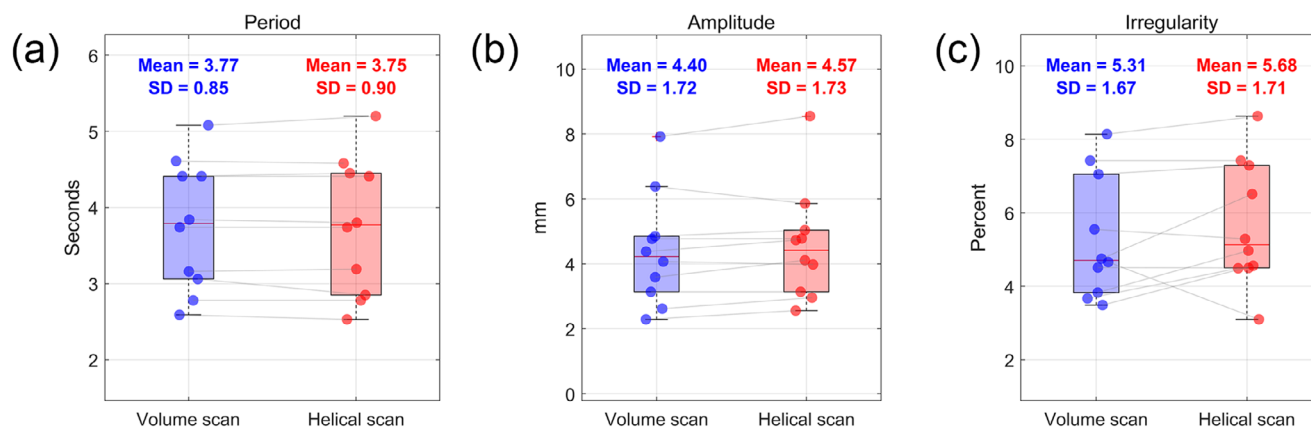 (a)
Period
Mean = 3.77
SD = 0.85
Mean = 3.75
SD = 0.90
Seconds
6
5
4
3
2
Volume scan
Helical scan
(b)
Amplitude
Mean = 4.40
SD = 1.72
Mean = 4.57
SD = 1.73
mm
10
8
6
4
2
0
Volume scan
Helical scan
(c)
Irregularity
Mean = 5.31
SD = 1.67
Mean = 5.68
SD = 1.71
Percent
10
8
6
4
2
Volume scan
Helical scan